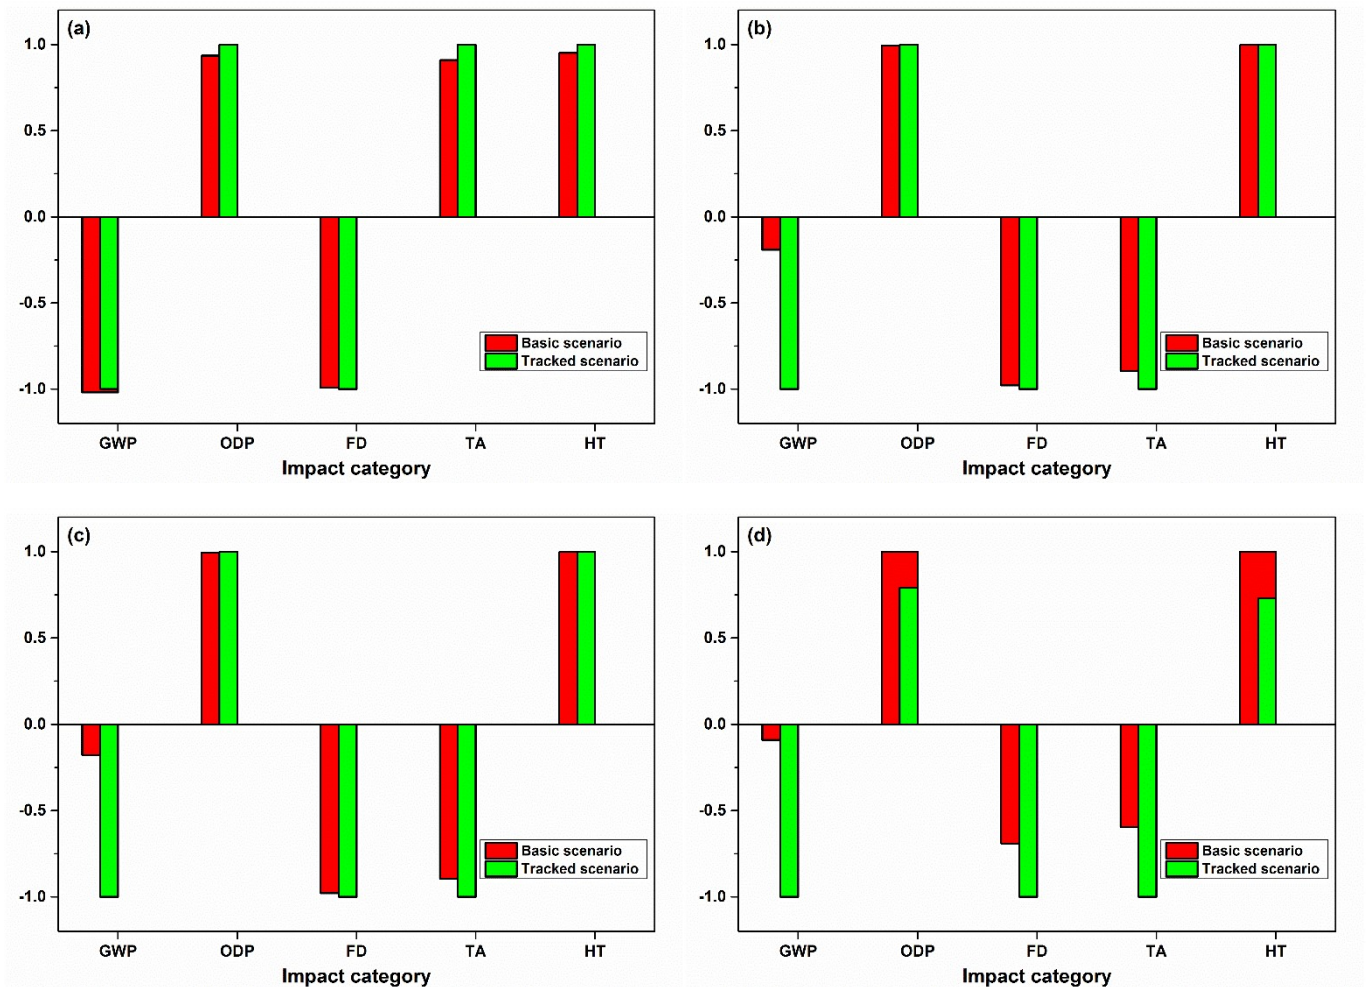 (a)
1.0
0.5
0.0
-0.5
-1.0
Basic scenario
Tracked scenario
GWP ODP FD TA HT
Impact category
(b)
1.0
0.5
0.0
-0.5
-1.0
Basic scenario
Tracked scenario
GWP ODP FD TA HT
Impact category
(c)
1.0
0.5
0.0
-0.5
-1.0
Basic scenario
Tracked scenario
GWP ODP FD TA HT
Impact category
(d)
1.0
0.5
0.0
-0.5
-1.0
Basic scenario
Tracked scenario
GWP ODP FD TA HT
Impact category